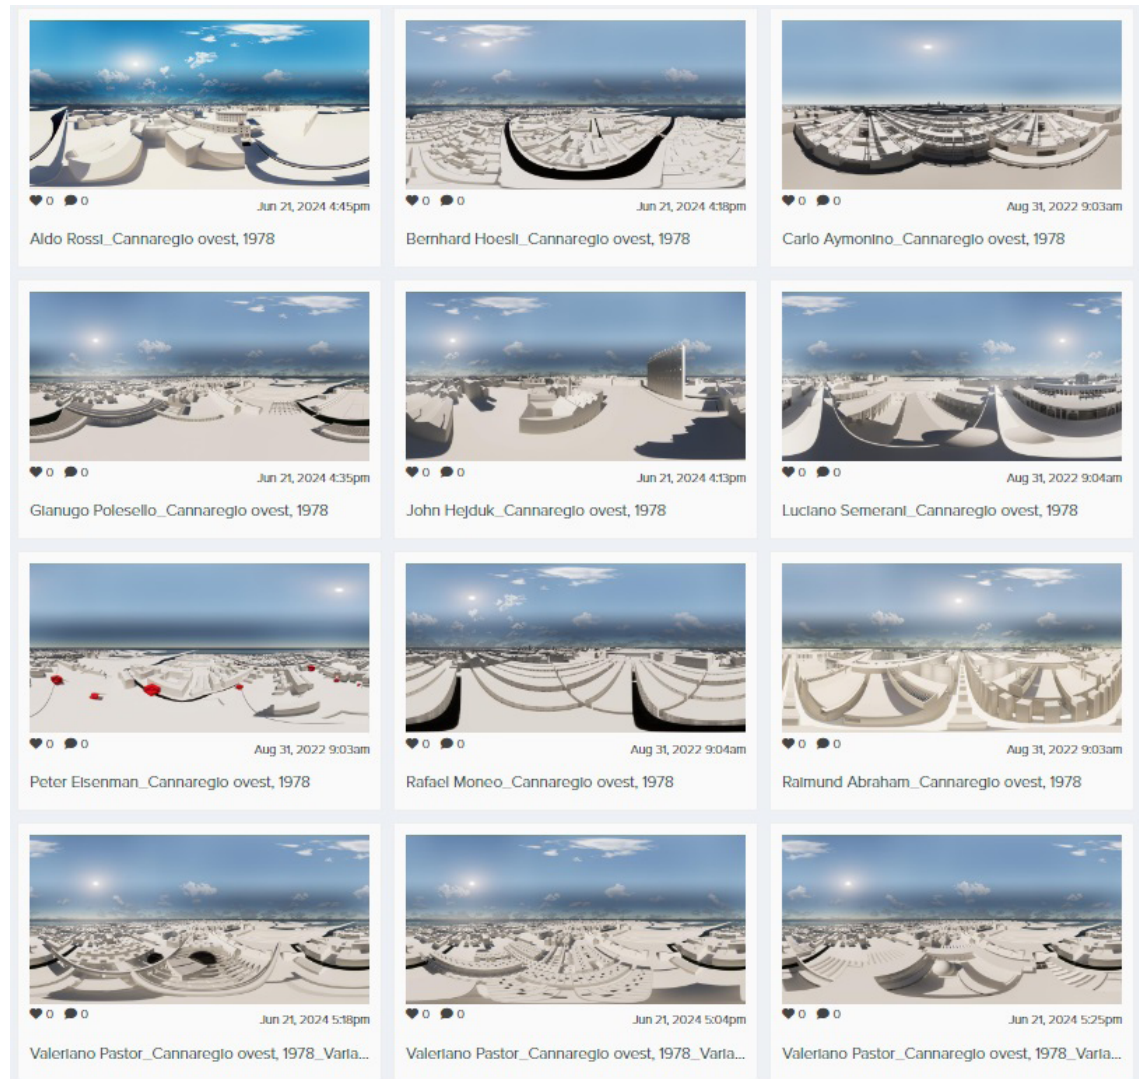 0 0
Jun 21, 2024 4:45pm
Aldo Rossi_Cannaregio ovest, 1978
0 0
Jun 21, 2024 4:18pm
Bernhard Hoesli_Cannaregio ovest, 1978
0 0
Aug 31, 2022 9:03am
Carlo Aymonino_Cannaregio ovest, 1978
0 0
Jun 21, 2024 4:35pm
Gianugo Polesello_Cannaregio ovest, 1978
0 0
Jun 21, 2024 4:13pm
John Hejduk_Cannaregio ovest, 1978
0 0
Aug 31, 2022 9:04am
Luciano Semerani_Cannaregio ovest, 1978
0 0
Aug 31, 2022 9:03am
Peter Eisenman_Cannaregio ovest, 1978
0 0
Aug 31, 2022 9:04am
Rafael Moneo_Cannaregio ovest, 1978
0 0
Aug 31, 2022 9:03am
Raimund Abraham_Cannaregio ovest, 1978
0 0
Jun 21, 2024 5:18pm
Valeriano Pastor_Cannaregio ovest, 1978_Varia...
0 0
Jun 21, 2024 5:04pm
Valeriano Pastor_Cannaregio ovest, 1978_Varia...
0 0
Jun 21, 2024 5:25pm
Valeriano Pastor_Cannaregio ovest, 1978_Varia...